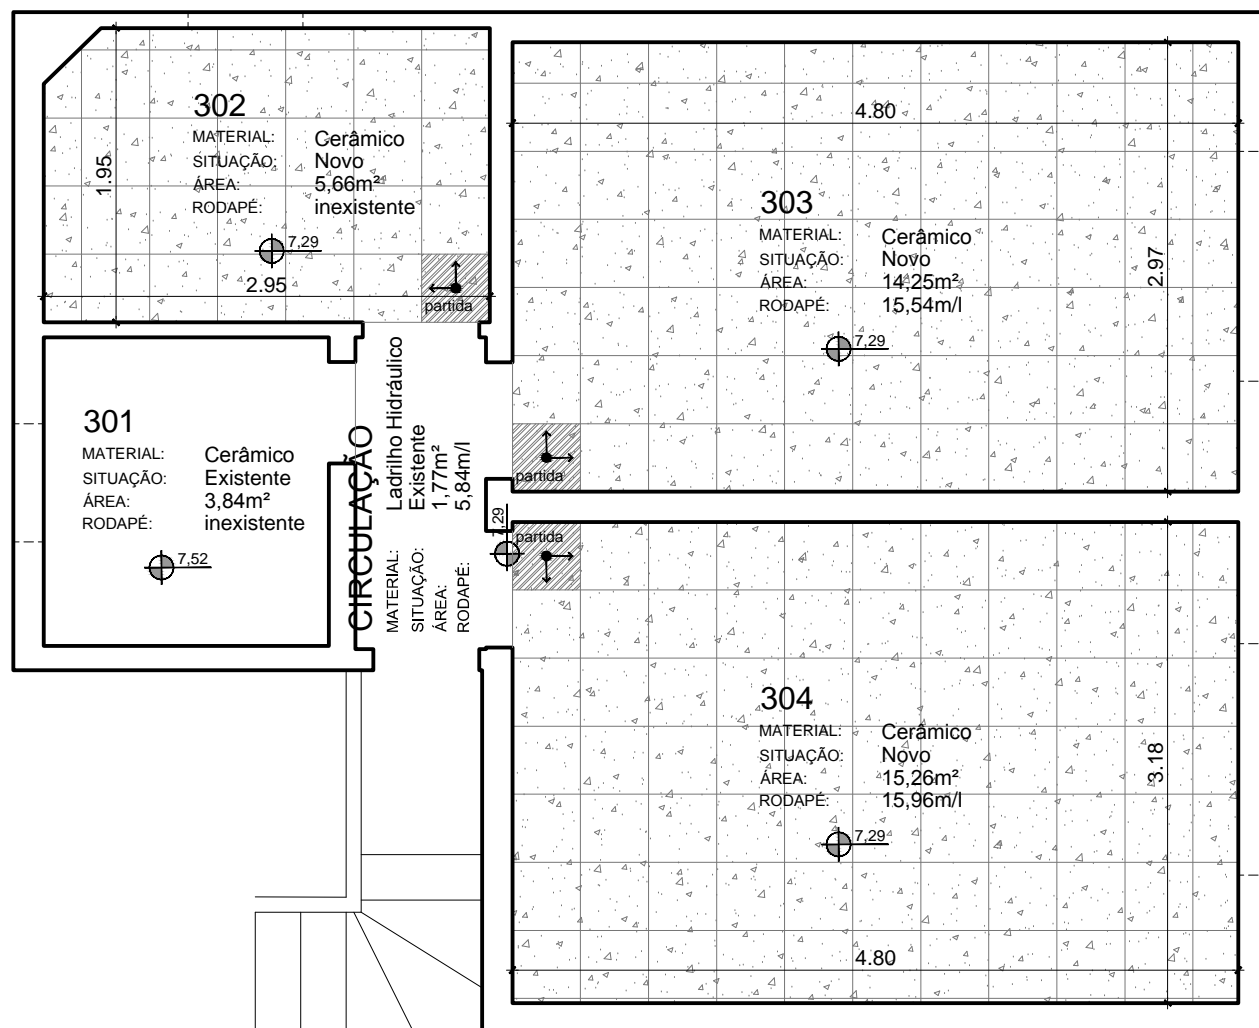 302
MATERIAL: Cerâmico
SITUAÇÃO: Novo
ÁREA: 5,66m²
RODAPÉ: inexistente
7,29
1.95
2.95
partida
4.80
303
MATERIAL: Cerâmico
SITUAÇÃO: Novo
ÁREA: 14,25m²
RODAPÉ: 15,54m/l
7,29
2.97
partida
301
MATERIAL: Cerâmico
SITUAÇÃO: Existente
ÁREA: 3,84m²
RODAPÉ: inexistente
7,52
CIRCULAÇÃO
MATERIAL: Ladrilho Hidráulico
SITUAÇÃO: Existente
ÁREA: 1,77m²
RODAPÉ: 5,84m/l
partida
304
MATERIAL: Cerâmico
SITUAÇÃO: Novo
ÁREA: 15,26m²
RODAPÉ: 15,96m/l
7,29
3.18
4.80